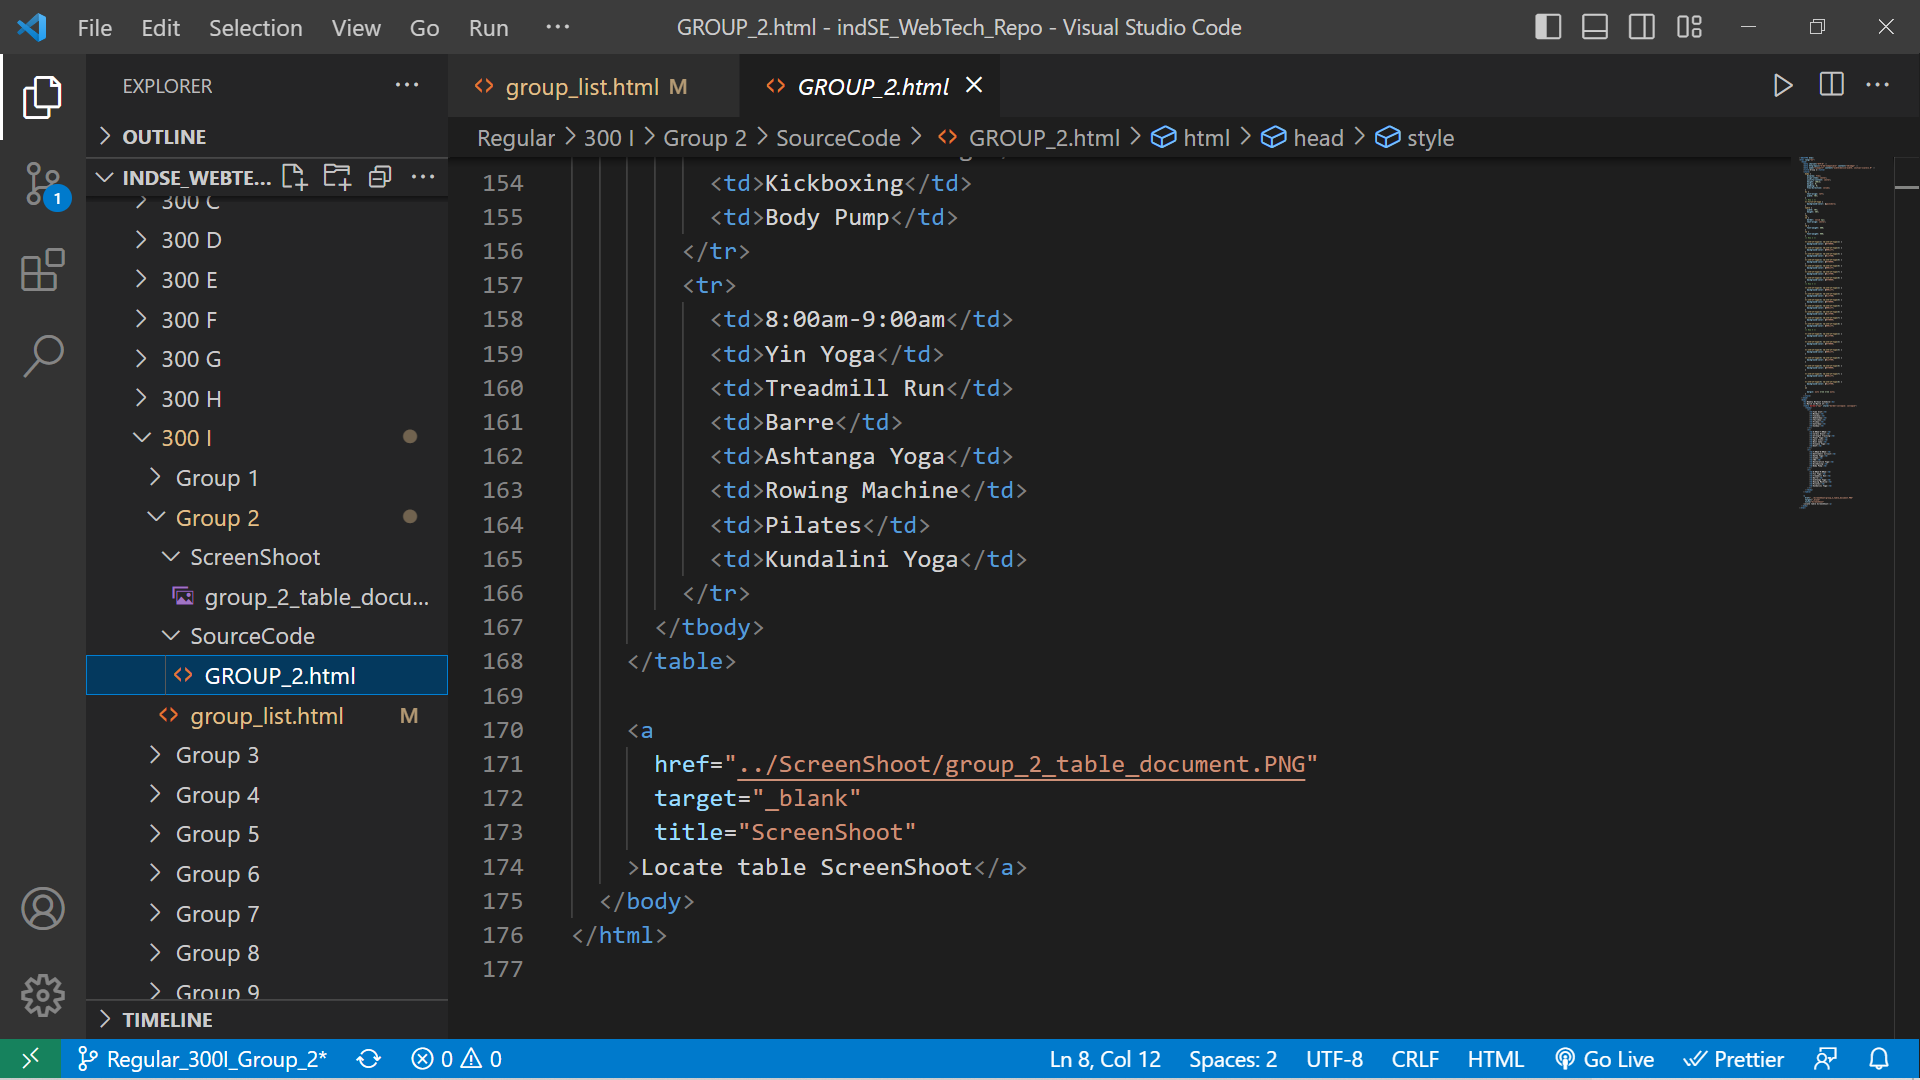 File Edit Selection View Go Run ··· GROUP_2.html - indSE_WebTech_Repo - Visual Studio Code
EXPLORER ···
OUTLINE
INDSE_WEBTE... ···
300 C
300 D
300 E
300 F
300 G
300 H
300 I
Group 1
Group 2
ScreenShoot
group_2_table_docu...
SourceCode
GROUP_2.html
group_list.html M
Group 3
Group 4
Group 5
Group 6
Group 7
Group 8
Group 9
TIMELINE
1
group_list.html M GROUP_2.html
Regular > 300 I > Group 2 > SourceCode > GROUP_2.html > html > head > style
154 <td>Kickboxing</td>
155 <td>Body Pump</td>
156 </tr>
157 <tr>
158 <td>8:00am-9:00am</td>
159 <td>Yin Yoga</td>
160 <td>Treadmill Run</td>
161 <td>Barre</td>
162 <td>Ashtanga Yoga</td>
163 <td>Rowing Machine</td>
164 <td>Pilates</td>
165 <td>Kundalini Yoga</td>
166 </tr>
167 </tbody>
168 </table>
169
170 <a
171 href="../ScreenShoot/group_2_table_document.PNG"
172 target="_blank"
173 title="ScreenShoot"
174 >Locate table ScreenShoot</a>
175 </body>
176 </html>
177
Regular_300I_Group_2* 0 0 Ln 8, Col 12 Spaces: 2 UTF-8 CRLF HTML Go Live Prettier